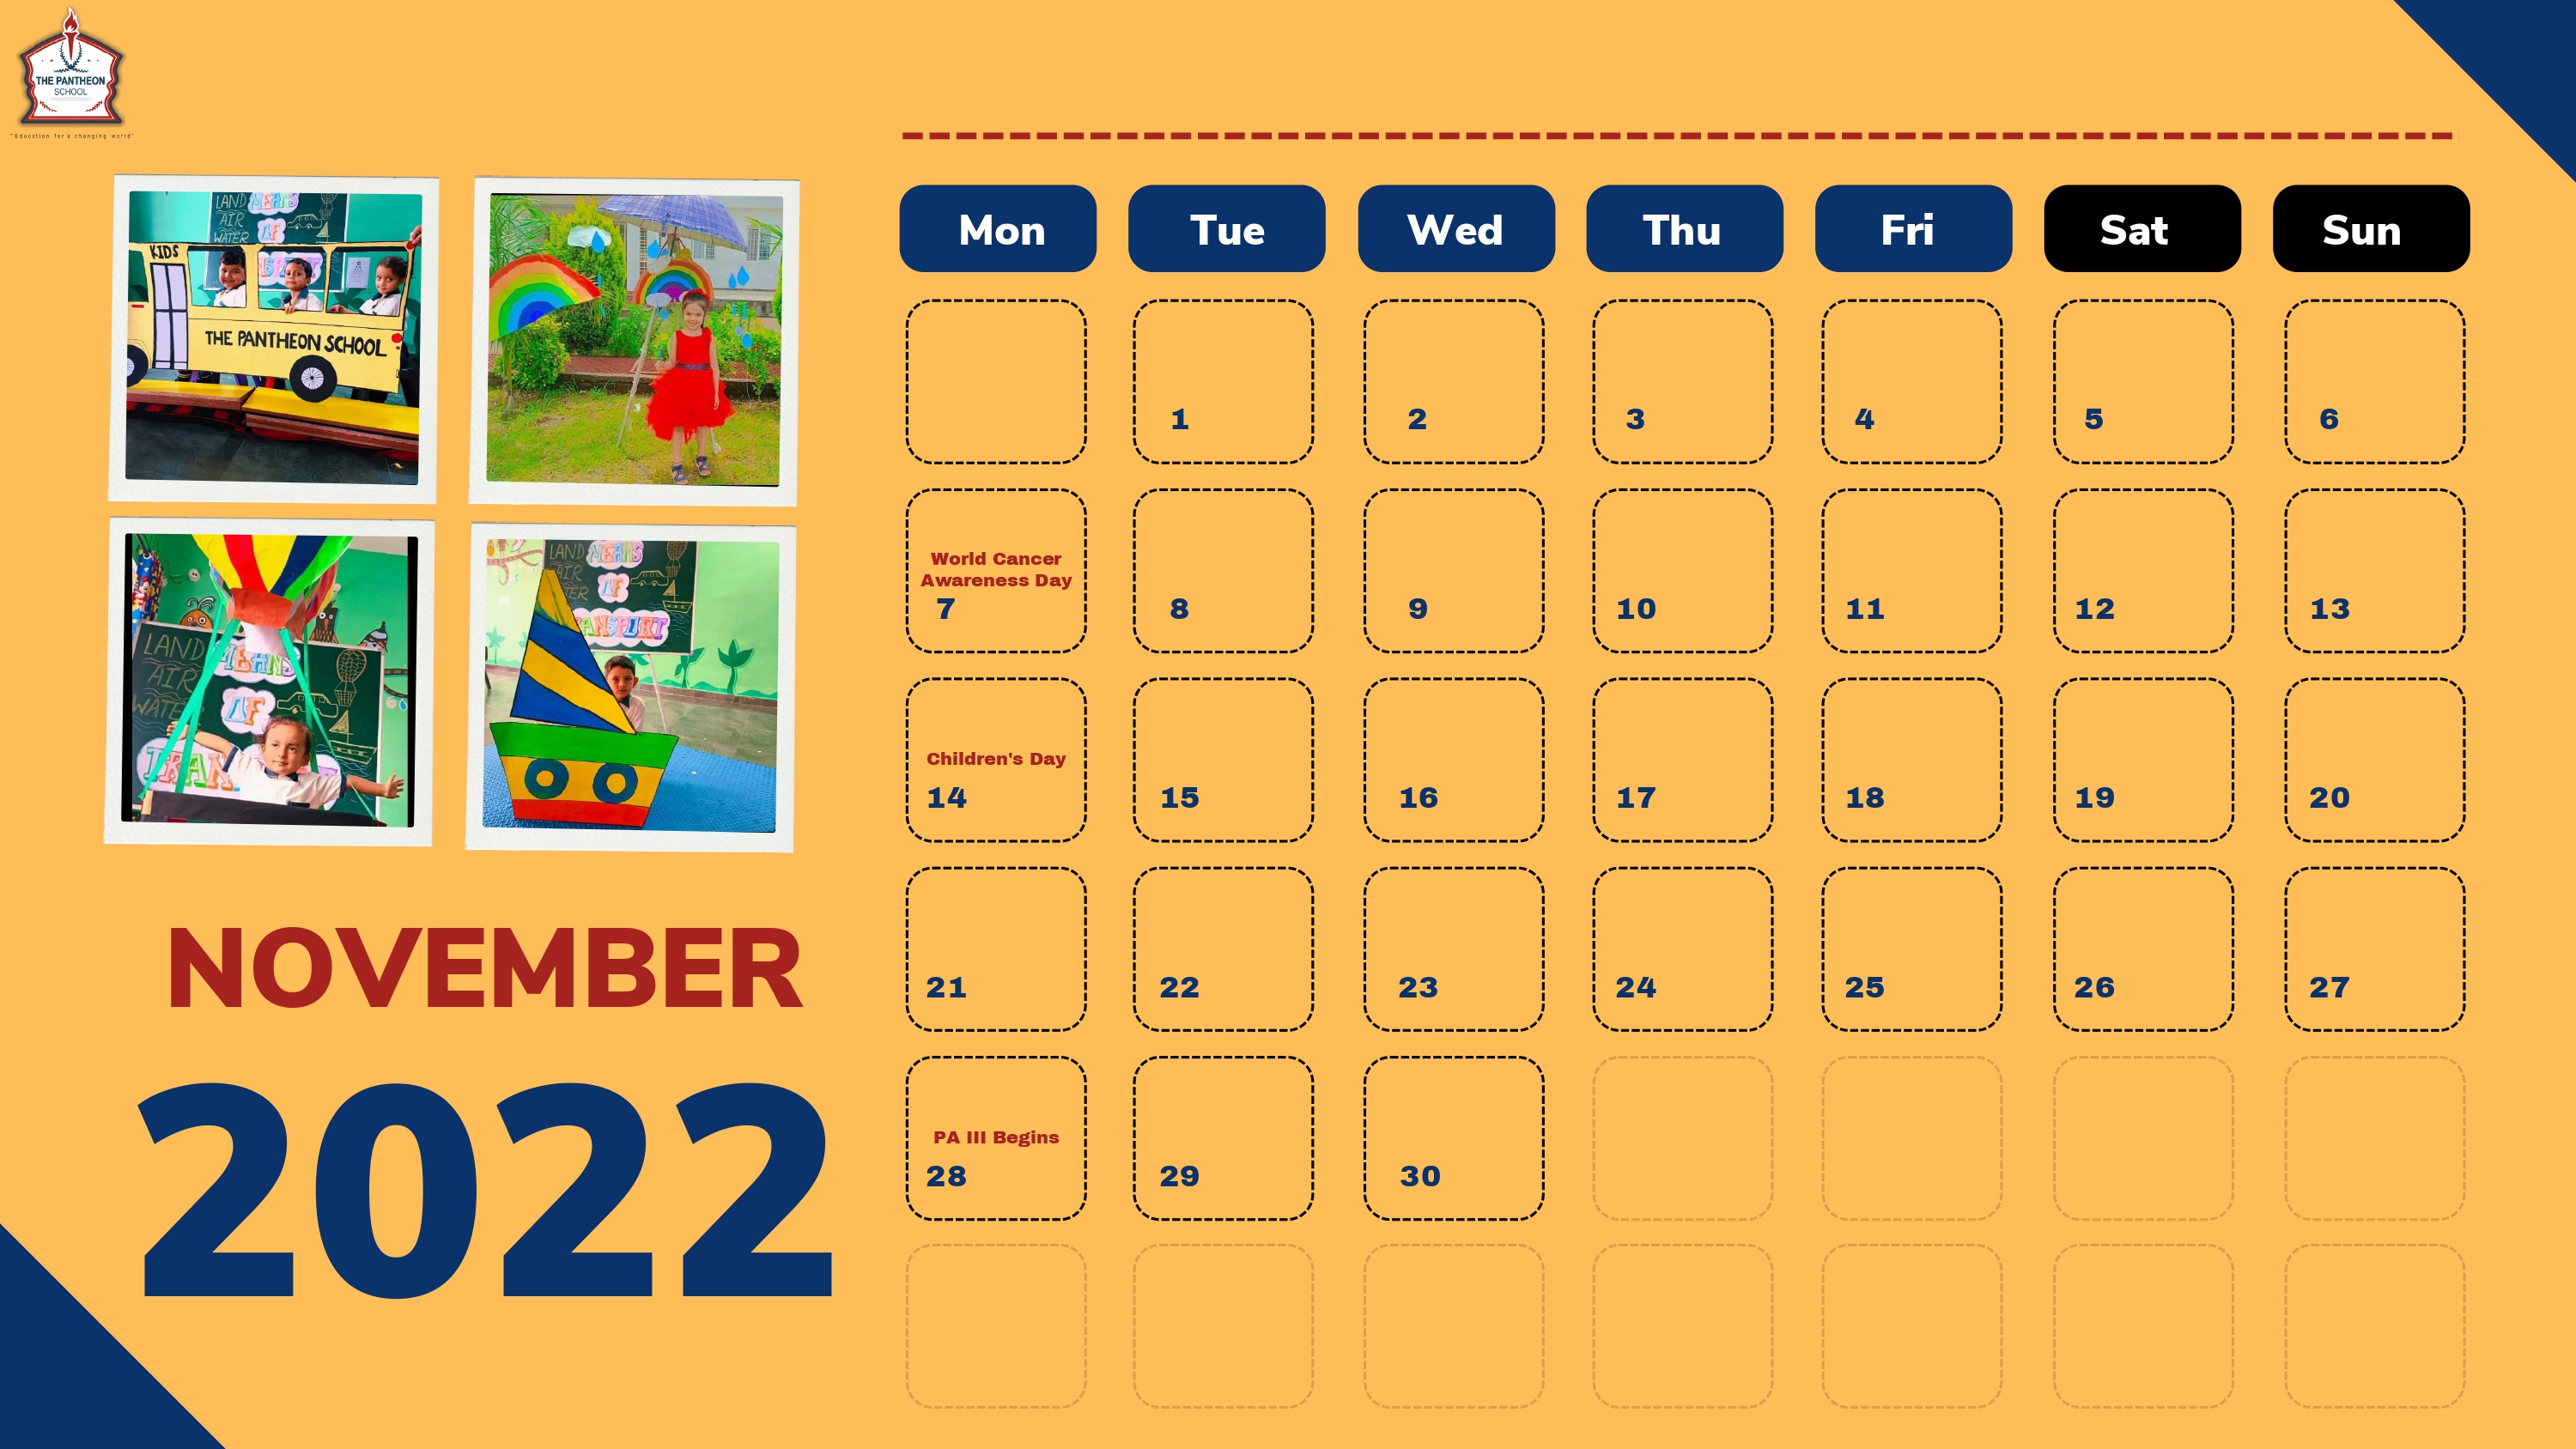 THE PANTHEON
SCHOOL
"Education for a changing world"
LAND MEANS
AIR OF
WATER
KIDS
THE PANTHEON SCHOOL
LAND MEANS
AIR OF
WATER
LAND MEANS
AIR OF
NOVEMBER
2022
Mon Tue Wed Thu Fri Sat Sun
1 2 3 4 5 6
World Cancer
Awareness Day
7 8 9 10 11 12 13
Children's Day
14 15 16 17 18 19 20
21 22 23 24 25 26 27
PA III Begins
28 29 30